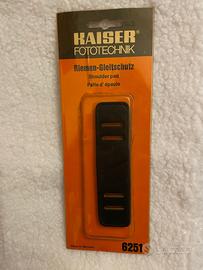 KAISER
FOTOTECHNIK
Riemen-Gleitschutz
Shoulder pad
Patte d'épaule
6251